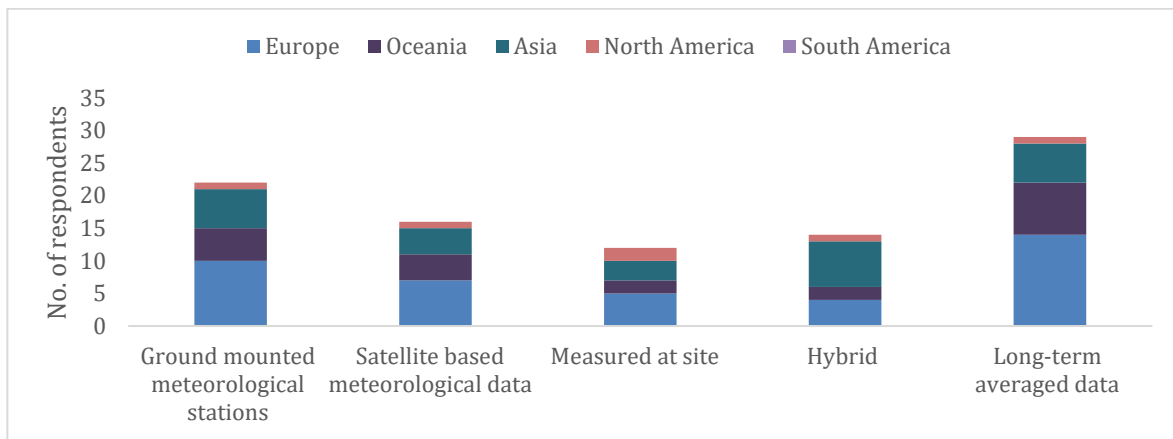 Europe Oceania Asia North America South America
No. of respondents
35
30
25
20
15
10
5
0
Ground mounted
meteorological
stations
Satellite based
meteorological data
Measured at site
Hybrid
Long-term
averaged data